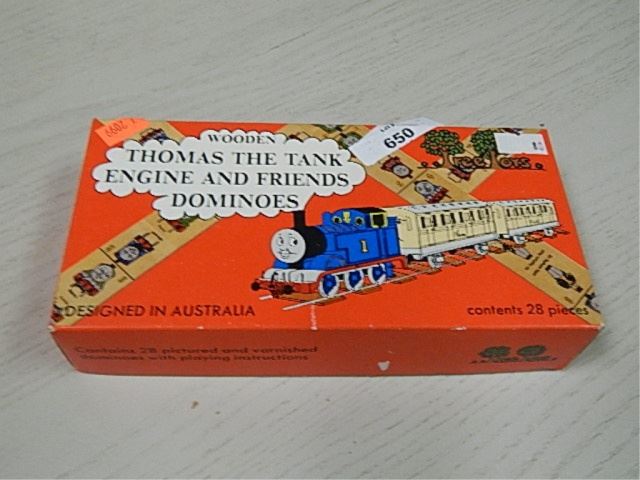 WOODEN
THOMAS THE TANK
ENGINE AND FRIENDS
DOMINOES
650
1
DESIGNED IN AUSTRALIA
contents 28 pieces
Contains 28 pictured and varnished
dominoes with playing instructions